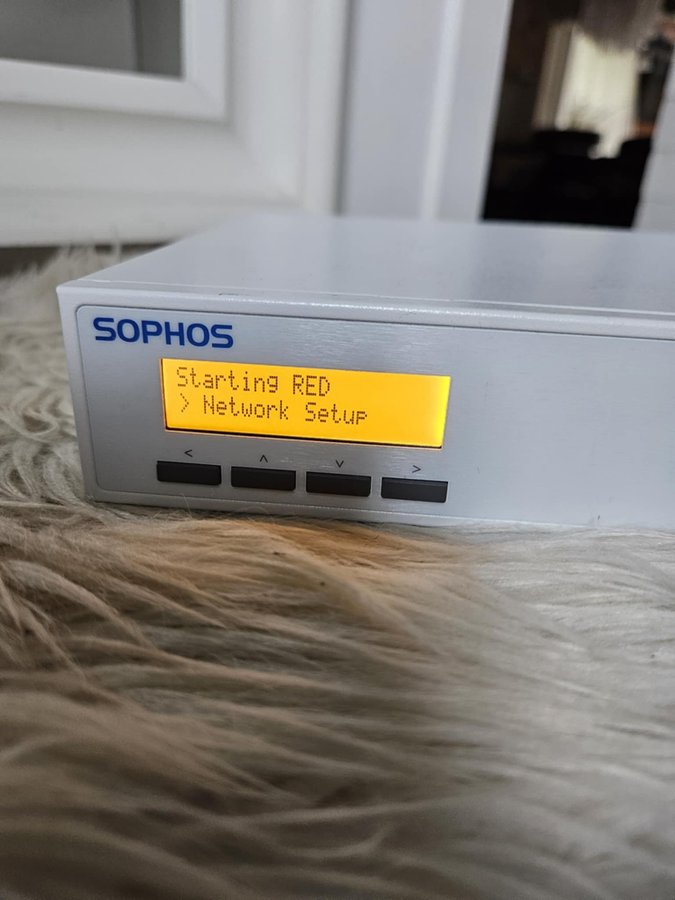 SOPHOS
Starting RED
> Network Setup
< ^ v >